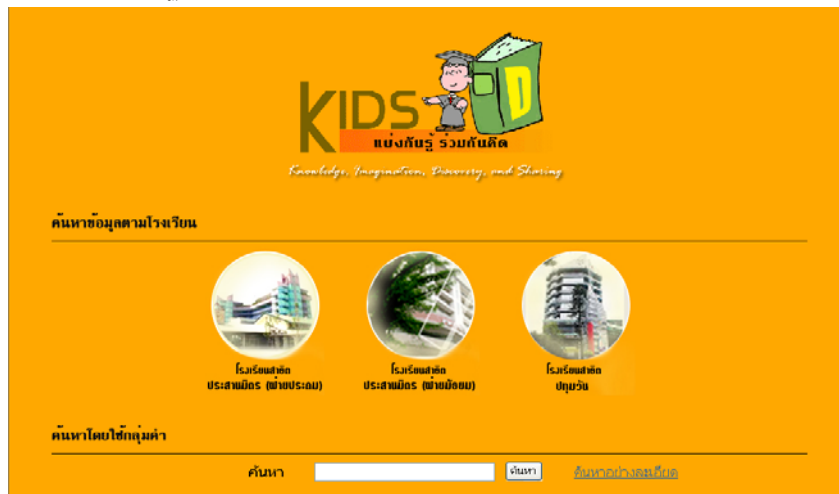 KIDS D
แบ่งกันรู้ ร่วมกันคิด
Knowledge, Imagination, Discovery, and Sharing
ค้นหาข้อมูลตามโรงเรียน
โรงเรียนสาธิต
ประสานมิตร (ฝ่ายประถม)
โรงเรียนสาธิต
ประสานมิตร (ฝ่ายมัธยม)
โรงเรียนสาธิต
ปทุมวัน
ค้นหาโดยใช้กลุ่มคำ
ค้นหา ค้นหา ค้นหาอย่างละเอียด